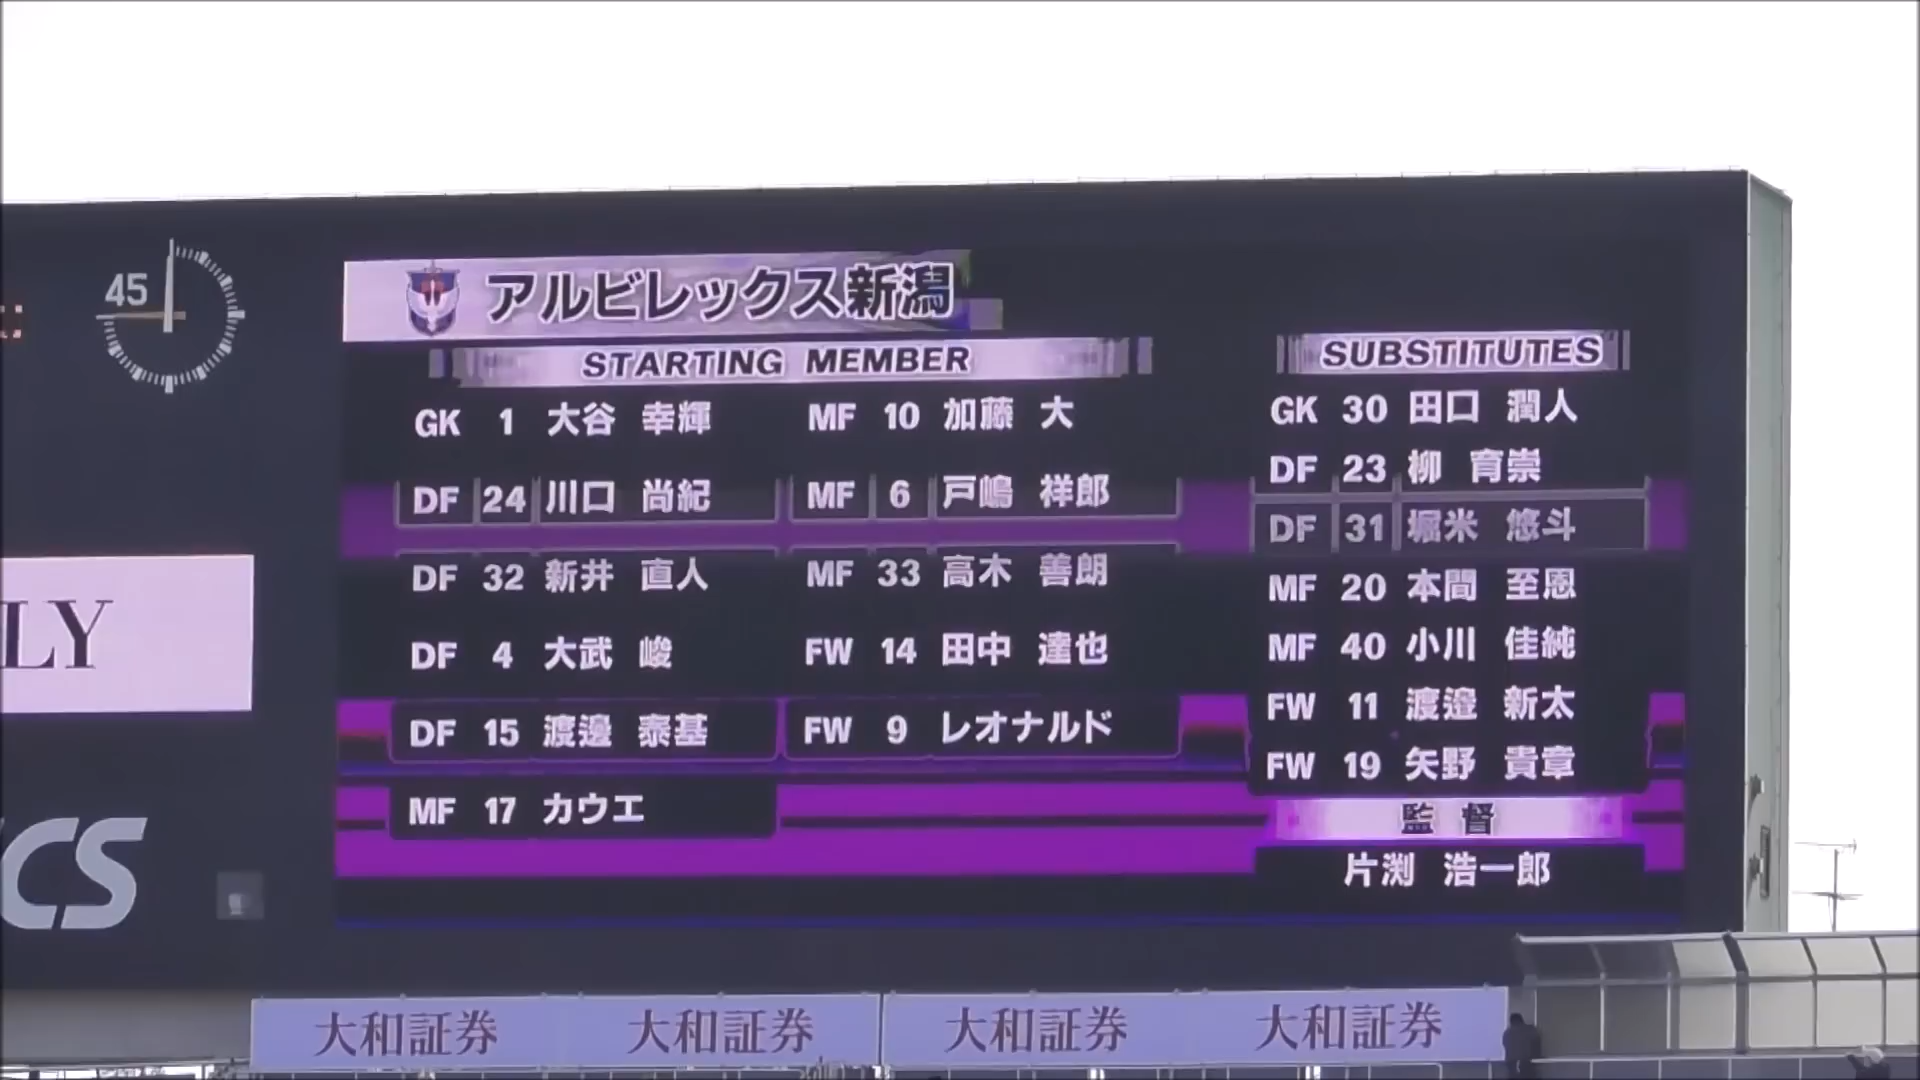 45
アルビレックス新潟
STARTING MEMBER
GK 1 大谷 幸輝
DF 24 川口 尚紀
DF 32 新井 直人
DF 4 大武 峻
DF 15 渡邊 泰基
MF 17 カウエ
MF 10 加藤 大
MF 6 戸嶋 祥郎
MF 33 高木 善朗
FW 14 田中 達也
FW 9 レオナルド
SUBSTITUTES
GK 30 田口 潤人
DF 23 柳 育崇
DF 31 堀米 悠斗
MF 20 本間 至恩
MF 40 小川 佳純
FW 11 渡邉 新太
FW 19 矢野 貴章
監督
片渕 浩一郎
LY
CS
大和証券 大和証券 大和証券 大和証券